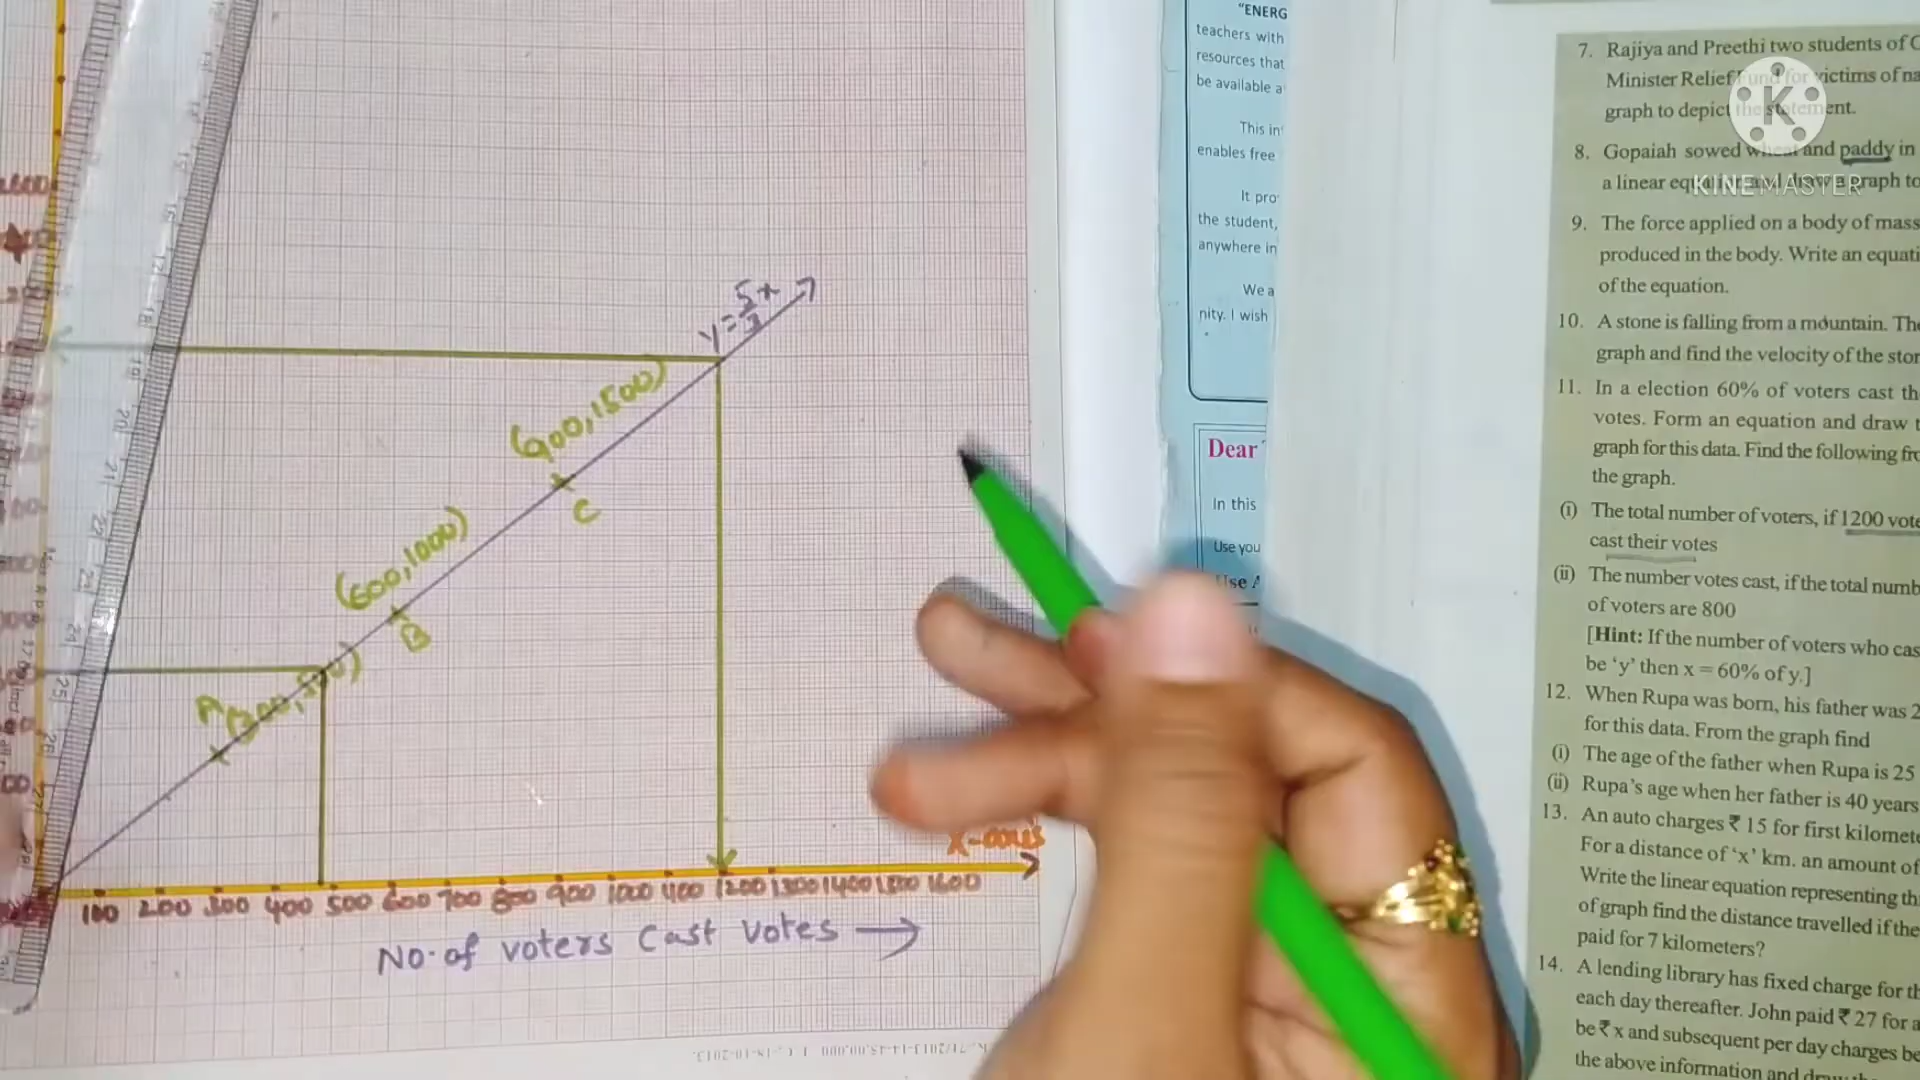 y=5/3 x
(900,1500)
C
(600,1000)
B
A
X-axis
100 200 300 400 500 600 700 800 900 1000 1100 1200 1300 1400 1500 1600
No. of voters cast votes
"ENERG
teachers with
resources that
be available a
This in
enables free
It pro
the student,
anywhere in
We a
nity. I wish
Dear
In this
Use you
Use A
7. Rajiya and Preethi two students of C
Minister Relief Fund for victims of na
graph to depict the statement.
8. Gopaiah sowed wheat and paddy in
a linear equation and draw a graph to
KINEMASTER
9. The force applied on a body of mass
produced in the body. Write an equati
of the equation.
10. A stone is falling from a mountain. The
graph and find the velocity of the ston
11. In a election 60% of voters cast th
votes. Form an equation and draw t
graph for this data. Find the following fro
the graph.
(i) The total number of voters, if 1200 vote
cast their votes
(ii) The number votes cast, if the total numb
of voters are 800
[Hint: If the number of voters who cas
be 'y' then x = 60% of y.]
12. When Rupa was born, his father was 2
for this data. From the graph find
(i) The age of the father when Rupa is 25
(ii) Rupa's age when her father is 40 years
13. An auto charges ₹ 15 for first kilomete
For a distance of 'x' km. an amount of
Write the linear equation representing th
of graph find the distance travelled if the
paid for 7 kilometers?
14. A lending library has fixed charge for th
each day thereafter. John paid ₹ 27 for a
be ₹ x and subsequent per day charges be
the above information and